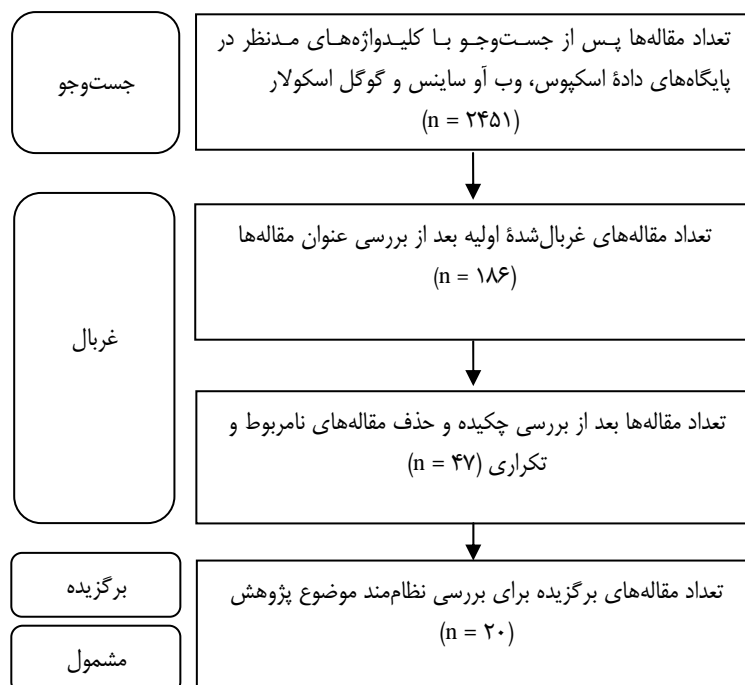 جست‌وجو
تعداد مقاله‌ها پس از جست‌وجو با کلیدواژه‌های مدنظر در
پایگاه‌های دادهٔ اسکپوس، وب آو ساینس و گوگل اسکولار
(n = ۲۴۵۱)
غربال
تعداد مقاله‌های غربال‌شدهٔ اولیه بعد از بررسی عنوان مقاله‌ها
(n = ۱۸۶)
تعداد مقاله‌ها بعد از بررسی چکیده و حذف مقاله‌های نامربوط و
تکراری (n = ۴۷)
برگزیده
مشمول
تعداد مقاله‌های برگزیده برای بررسی نظام‌مند موضوع پژوهش
(n = ۲۰)